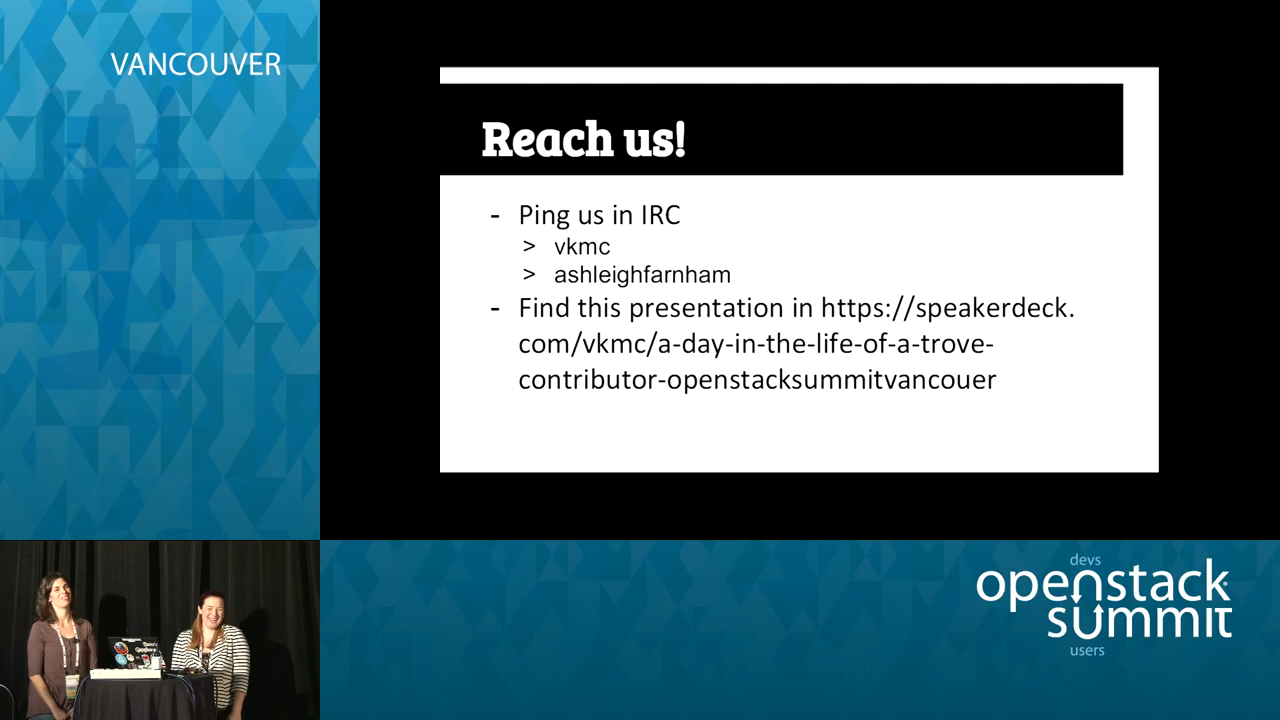 VANCOUVER
Reach us!
- Ping us in IRC
> vkmc
> ashleighfarnham
- Find this presentation in https://speakerdeck.
com/vkmc/a-day-in-the-life-of-a-trove-
contributor-openstacksummitvancouer
devs
openstack
summit
users